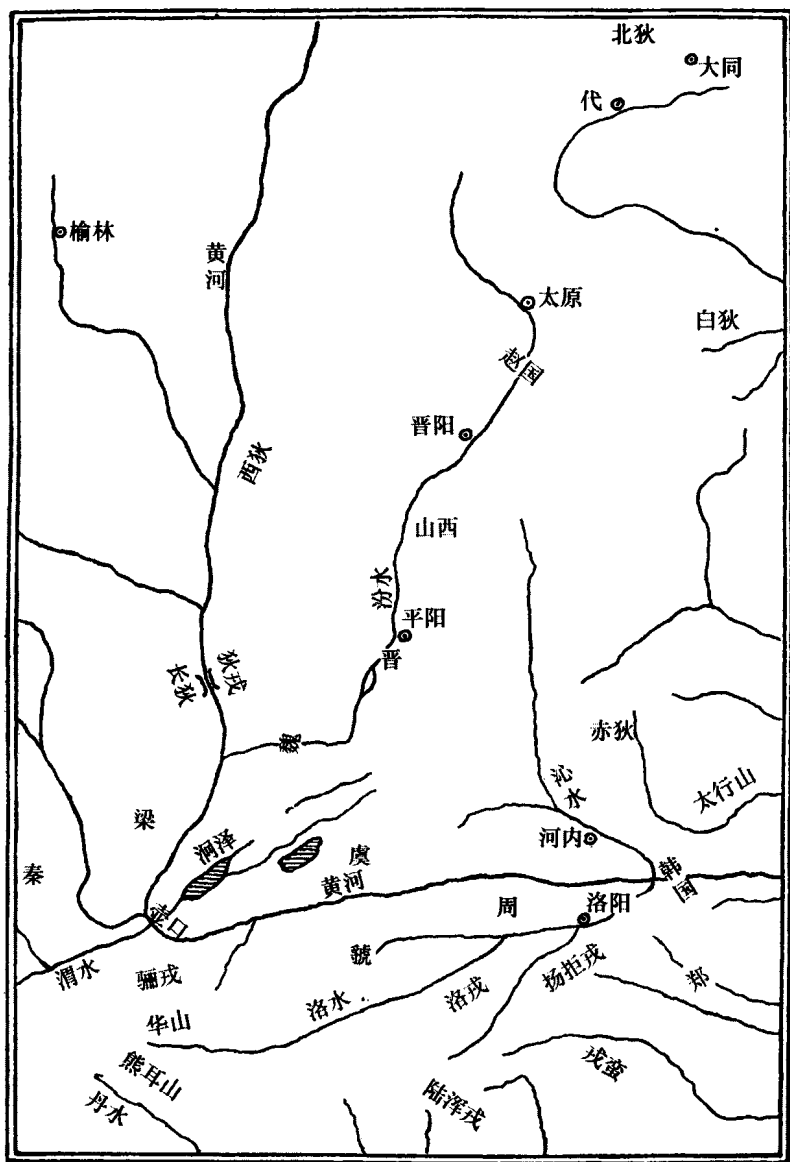 北狄
大同
代
榆林
黄河
太原
白狄
赵国
晋阳
西狄
山西
汾水
平阳
晋
狄戎
长狄
魏
赤狄
沁水
太行山
梁
涧泽
虞
河内
秦
黄河
韩国
壶口
周
洛阳
虢
渭水
骊戎
扬拒戎
郑
洛水
洛戎
华山
熊耳山
戎蛮
丹水
陆浑戎